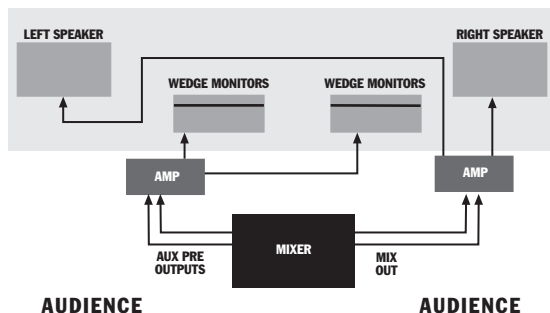 LEFT SPEAKER
RIGHT SPEAKER
WEDGE MONITORS
WEDGE MONITORS
AMP
AMP
MIXER
AUX PRE
OUTPUTS
MIX
OUT
AUDIENCE
AUDIENCE